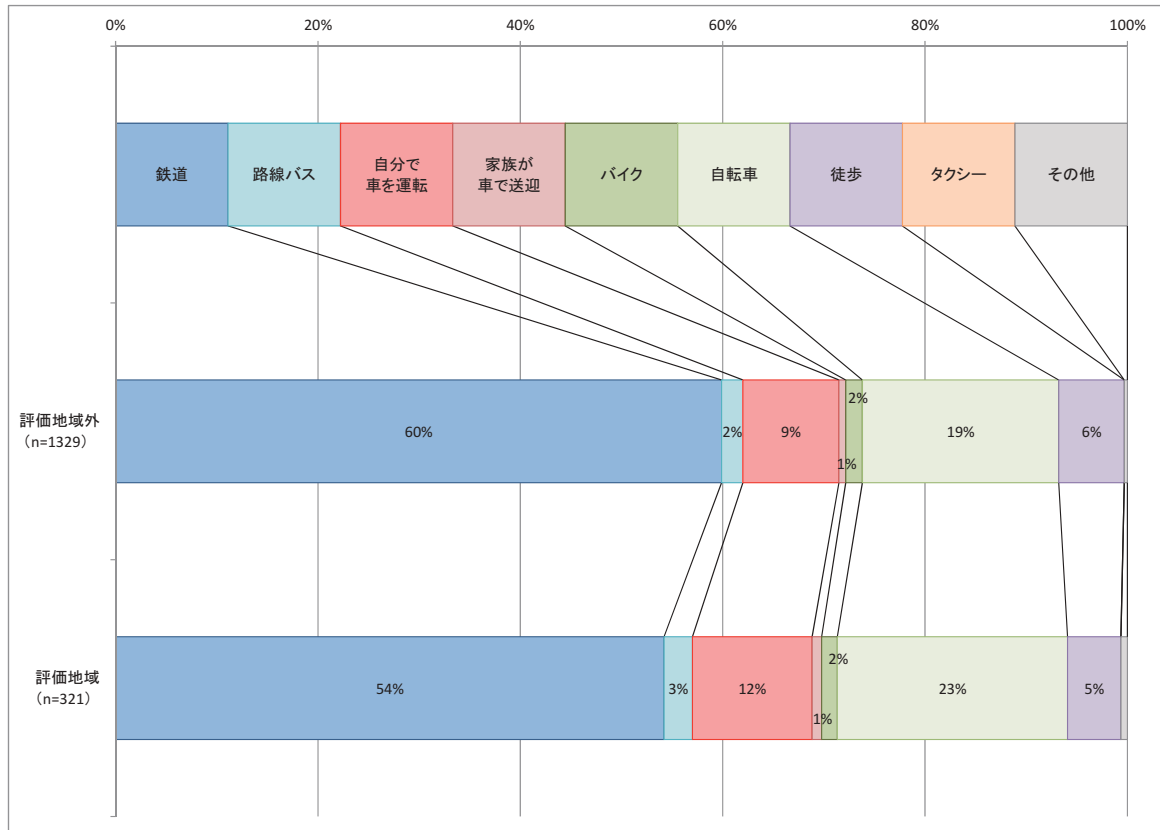 0%
20%
40%
60%
80%
100%
鉄道
路線バス
自分で
車を運転
家族が
車で送迎
バイク
自転車
徒歩
タクシー
その他
評価地域外
（n=1329）
60%
2%
9%
1%
2%
19%
6%
評価地域
（n=321）
54%
3%
12%
1%
2%
23%
5%